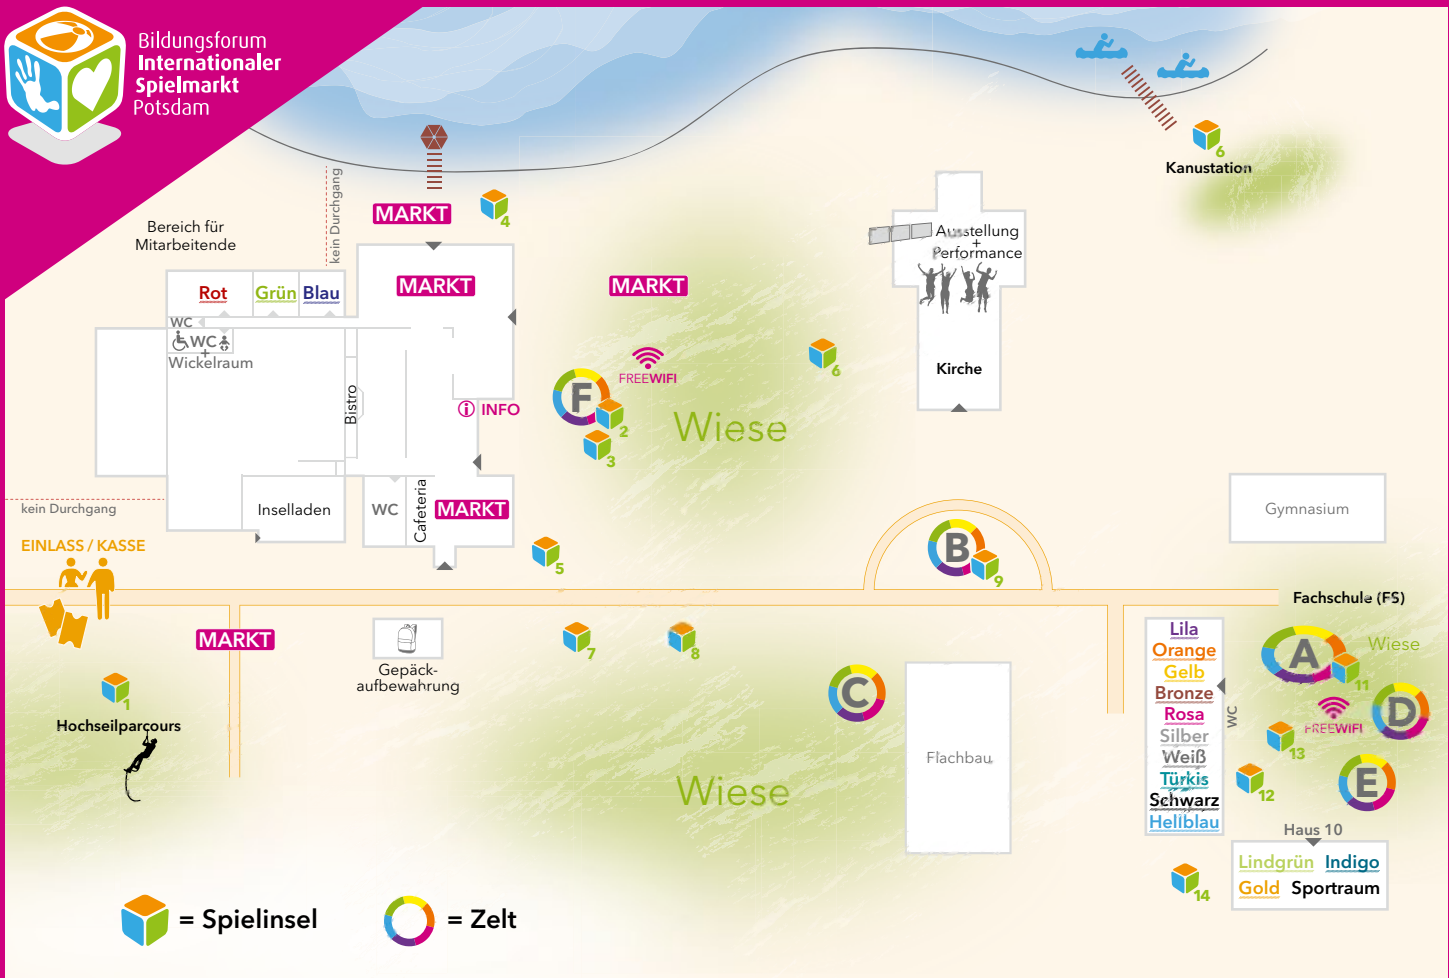 Bildungsforum
Internationaler
Spielmarkt
Potsdam
6
Kanustation
kein Durchgang
MARKT
4
Bereich für
Mitarbeitende
Ausstellung
+
Performance
MARKT
MARKT
Rot
Grün
Blau
WC
WC
+
Wickelraum
6
FREEWIFI
Kirche
F
2
3
Bistro
INFO
Wiese
kein Durchgang
Inselladen
WC
Cafeteria
MARKT
Gymnasium
EINLASS / KASSE
5
B
9
Fachschule (FS)
MARKT
7
8
Gepäck-
aufbewahrung
1
Hochseilparcours
C
Flachbau
Wiese
Lila
Orange
Gelb
Bronze
Rosa
Silber
Weiß
Türkis
Schwarz
Hellblau
WC
A
11
Wiese
FREEWIFI
D
13
12
E
Haus 10
Lindgrün Indigo
Gold Sportraum
14
= Spielinsel
= Zelt